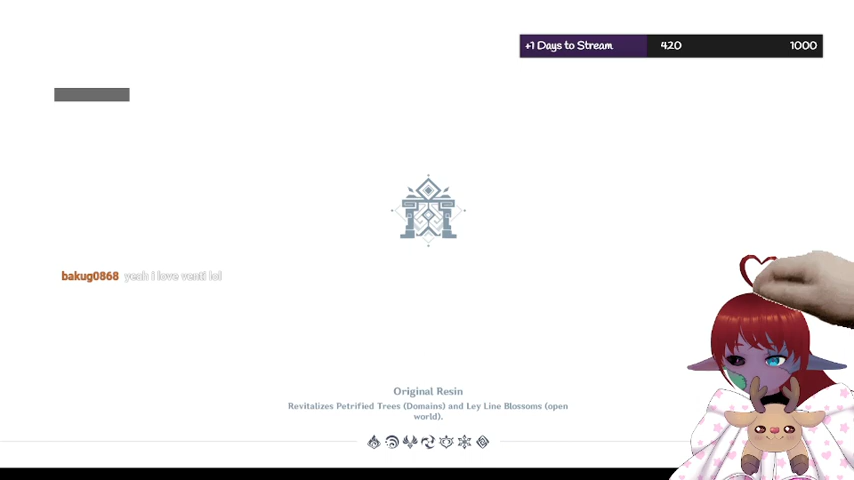 +1 Days to Stream 420 1000
bakug0868 yeah I love venti lol
Original Resin
Revitalizes Petrified Trees (Domains) and Ley Line Blossoms (open
world).